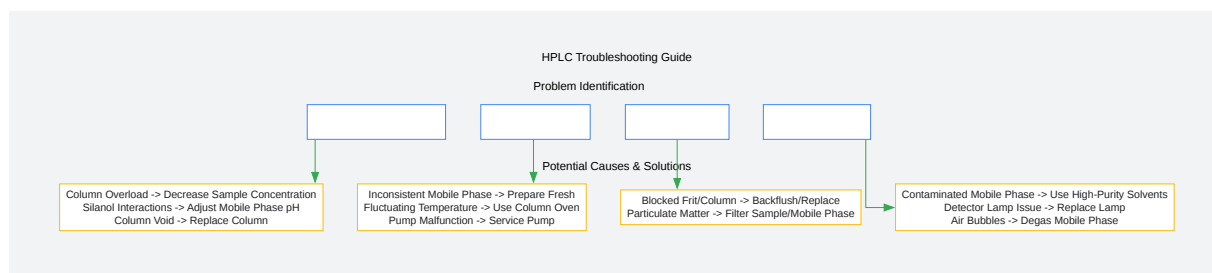 HPLC Troubleshooting Guide
Problem Identification
Potential Causes & Solutions
Column Overload -> Decrease Sample Concentration
Silanol Interactions -> Adjust Mobile Phase pH
Column Void -> Replace Column
Inconsistent Mobile Phase -> Prepare Fresh
Fluctuating Temperature -> Use Column Oven
Pump Malfunction -> Service Pump
Blocked Frit/Column -> Backflush/Replace
Particulate Matter -> Filter Sample/Mobile Phase
Contaminated Mobile Phase -> Use High-Purity Solvents
Detector Lamp Issue -> Replace Lamp
Air Bubbles -> Degas Mobile Phase